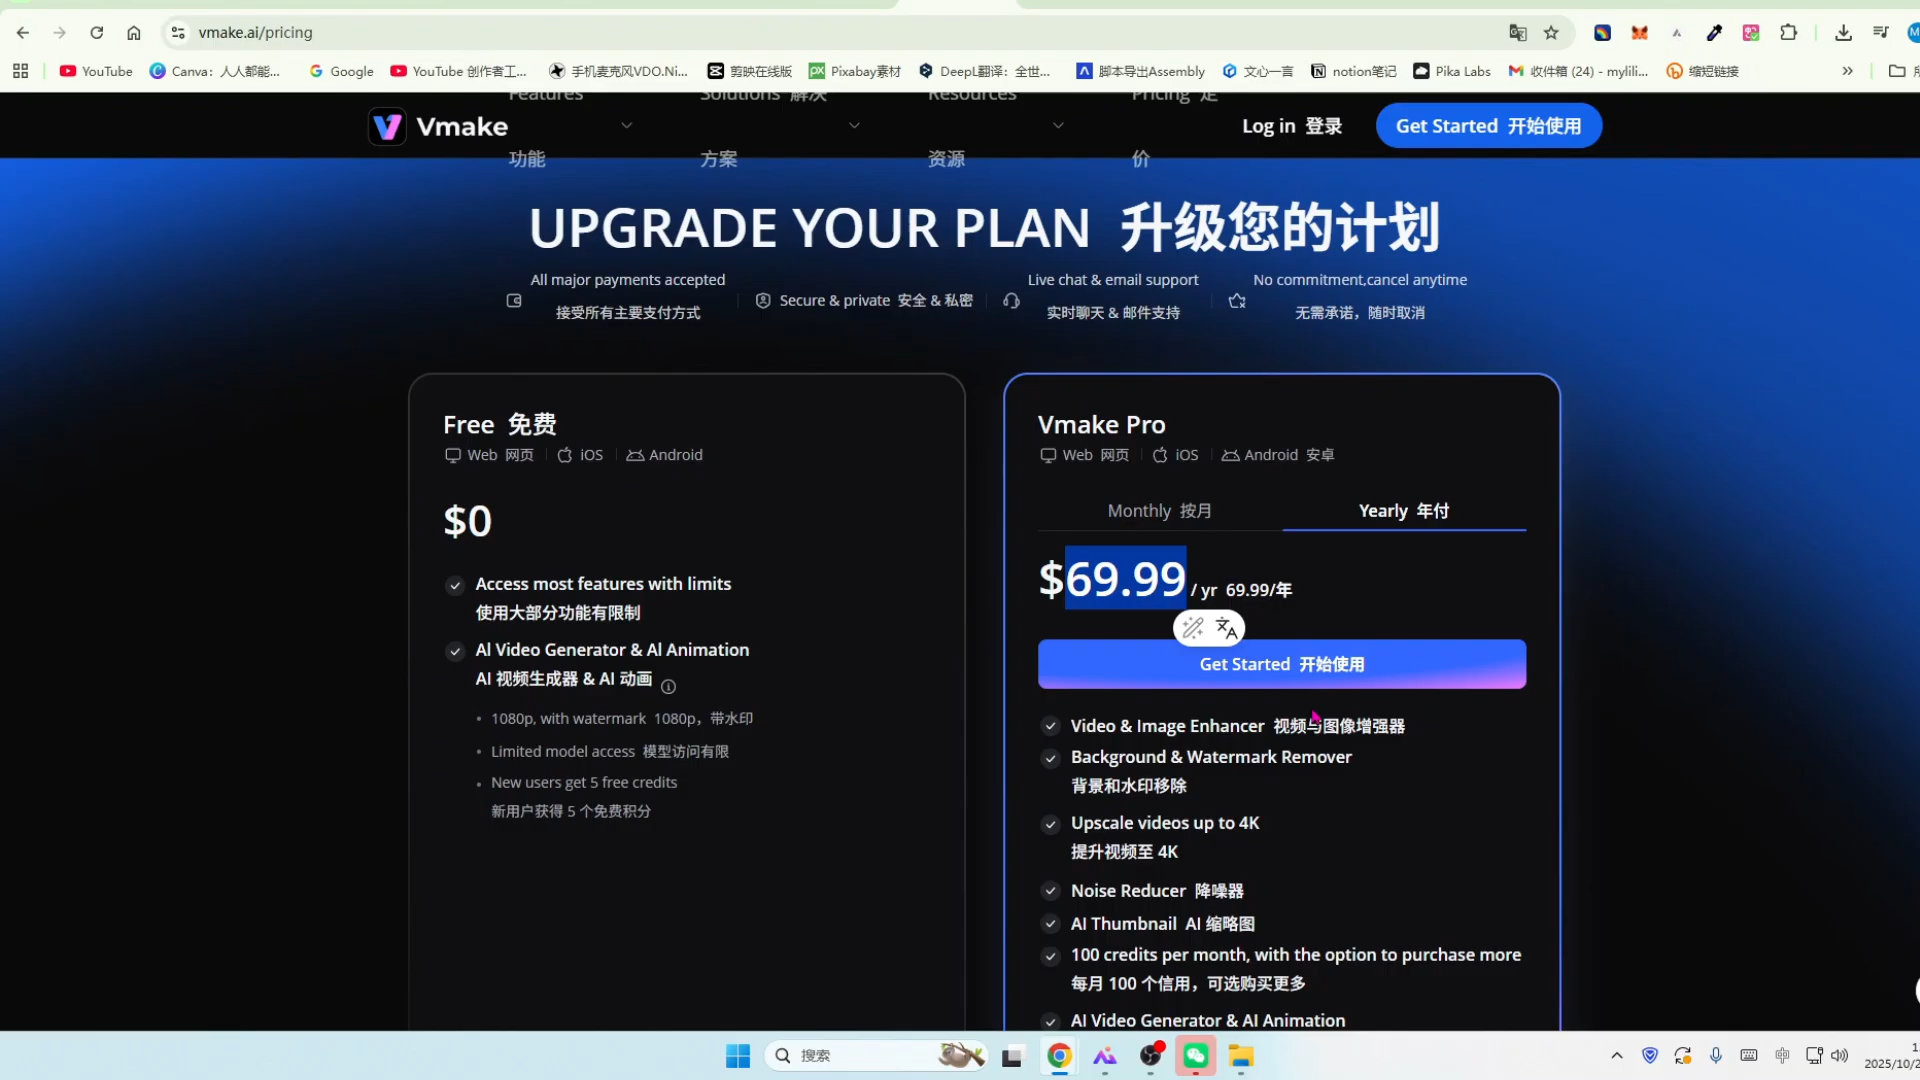 vmake.ai/pricing
YouTube
Canva：人人都能...
Google
YouTube 创作者工...
手机麦克风VDO.Ni...
剪映在线版
Pixabay素材
DeepL翻译：全世...
脚本导出Assembly
文心一言
notion笔记
Pika Labs
收件箱 (24) - mylili...
缩短链接
Vmake
Features
功能
Solutions 解决
方案
Resources
资源
Pricing 定
价
Log in 登录
Get Started 开始使用
UPGRADE YOUR PLAN 升级您的计划
All major payments accepted
接受所有主要支付方式
Secure & private 安全 & 私密
Live chat & email support
实时聊天 & 邮件支持
No commitment,cancel anytime
无需承诺，随时取消
Free 免费
Web 网页
iOS
Android
$0
Access most features with limits
使用大部分功能有限制
AI Video Generator & AI Animation
AI 视频生成器 & AI 动画
1080p, with watermark 1080p，带水印
Limited model access 模型访问有限
New users get 5 free credits
新用户获得 5 个免费积分
Vmake Pro
Web 网页
iOS
Android 安卓
Monthly 按月
Yearly 年付
$69.99 / yr 69.99/年
Get Started 开始使用
Video & Image Enhancer 视频与图像增强器
Background & Watermark Remover
背景和水印移除
Upscale videos up to 4K
提升视频至 4K
Noise Reducer 降噪器
AI Thumbnail AI 缩略图
100 credits per month, with the option to purchase more
每月 100 个信用，可选购买更多
AI Video Generator & AI Animation
搜索
中